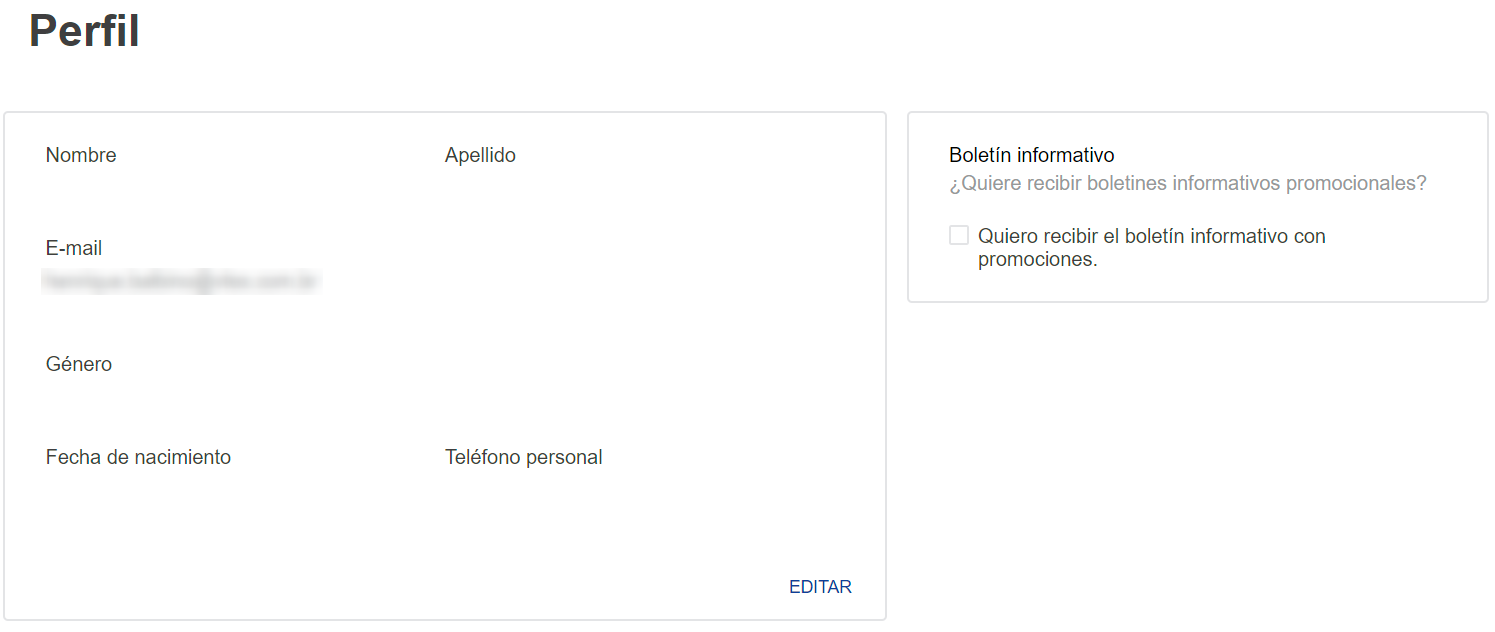 Perfil
Nombre
Apellido
E-mail
Género
Fecha de nacimiento
Teléfono personal
EDITAR
Boletín informativo
¿Quiere recibir boletines informativos promocionales?
Quiero recibir el boletín informativo con
promociones.